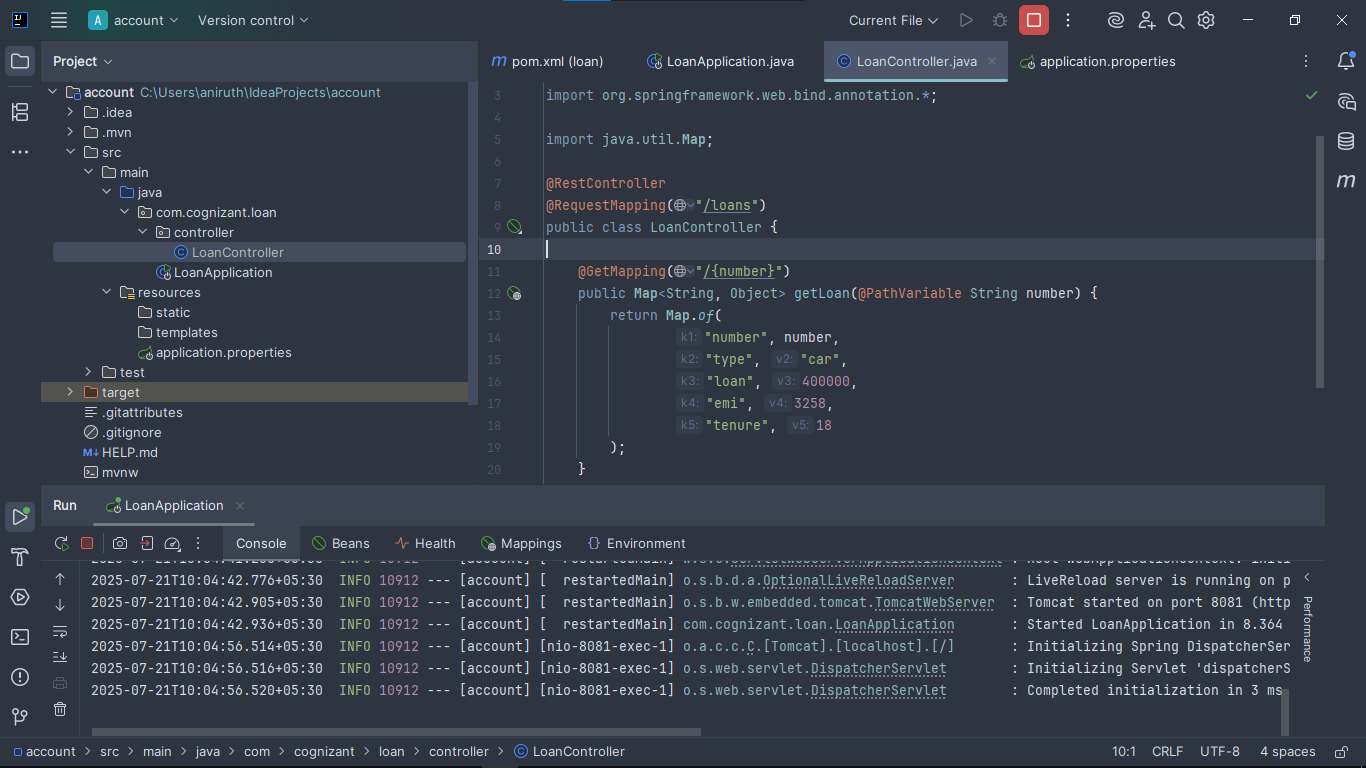 A account Version control Current File
Project
account C:\Users\aniruth\IdeaProjects\account
.idea
.mvn
src
main
java
com.cognizant.loan
controller
LoanController
LoanApplication
resources
static
templates
application.properties
test
target
.gitattributes
.gitignore
M↓ HELP.md
mvnw
m pom.xml (loan) LoanApplication.java LoanController.java application.properties
3 import org.springframework.web.bind.annotation.*;
4
5 import java.util.Map;
6
7 @RestController
8 @RequestMapping("/loans")
9 public class LoanController {
10
11 @GetMapping("/{number}")
12 public Map<String, Object> getLoan(@PathVariable String number) {
13 return Map.of(
14 k1: "number", number,
15 k2: "type", v2: "car",
16 k3: "loan", v3: 400000,
17 k4: "emi", v4: 3258,
18 k5: "tenure", v5: 18
19 );
20 }
Run LoanApplication
Console Beans Health Mappings Environment
2025-07-21T10:04:42.776+05:30 INFO 10912 --- [account] [ restartedMain] o.s.b.d.a.OptionalLiveReloadServer : LiveReload server is running on p
2025-07-21T10:04:42.905+05:30 INFO 10912 --- [account] [ restartedMain] o.s.b.w.embedded.tomcat.TomcatWebServer : Tomcat started on port 8081 (http
2025-07-21T10:04:42.936+05:30 INFO 10912 --- [account] [ restartedMain] com.cognizant.loan.LoanApplication : Started LoanApplication in 8.364
2025-07-21T10:04:56.514+05:30 INFO 10912 --- [account] [nio-8081-exec-1] o.a.c.c.C.[Tomcat].[localhost].[/] : Initializing Spring DispatcherSer
2025-07-21T10:04:56.516+05:30 INFO 10912 --- [account] [nio-8081-exec-1] o.s.web.servlet.DispatcherServlet : Initializing Servlet 'dispatcherS
2025-07-21T10:04:56.520+05:30 INFO 10912 --- [account] [nio-8081-exec-1] o.s.web.servlet.DispatcherServlet : Completed initialization in 3 ms
Performance
account > src > main > java > com > cognizant > loan > controller > LoanController 10:1 CRLF UTF-8 4 spaces